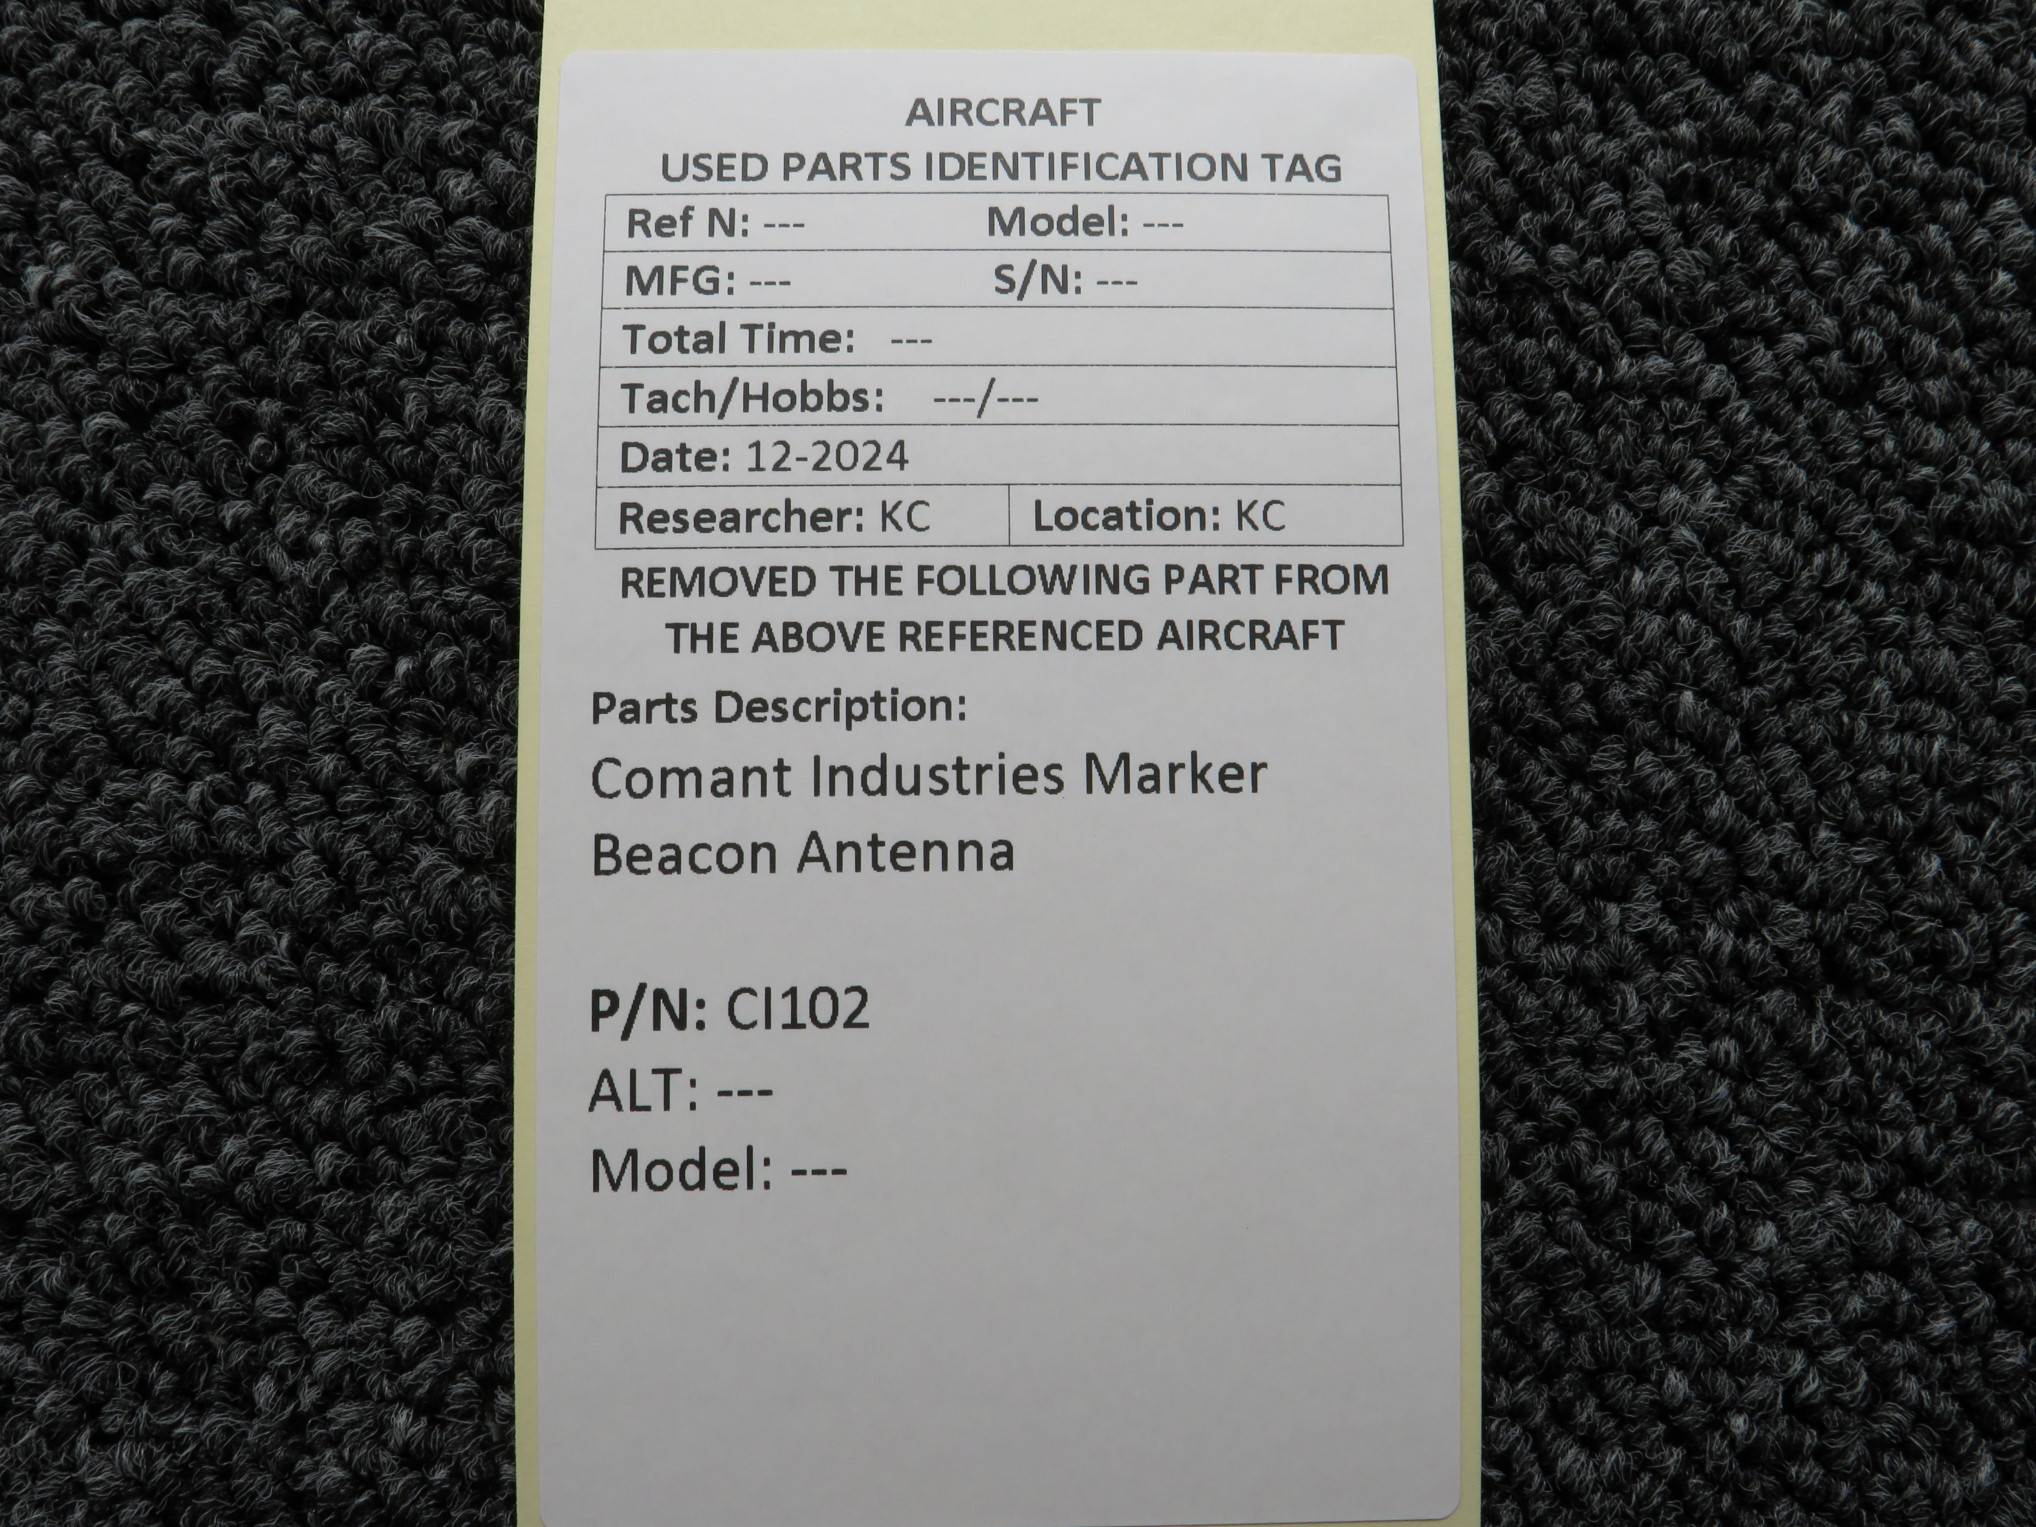 AIRCRAFT
USED PARTS IDENTIFICATION TAG
Ref N: --- Model: ---
MFG: --- S/N: ---
Total Time: ---
Tach/Hobbs: ---/---
Date: 12-2024
Researcher: KC Location: KC
REMOVED THE FOLLOWING PART FROM
THE ABOVE REFERENCED AIRCRAFT
Parts Description:
Comant Industries Marker
Beacon Antenna
P/N: CI102
ALT: ---
Model: ---